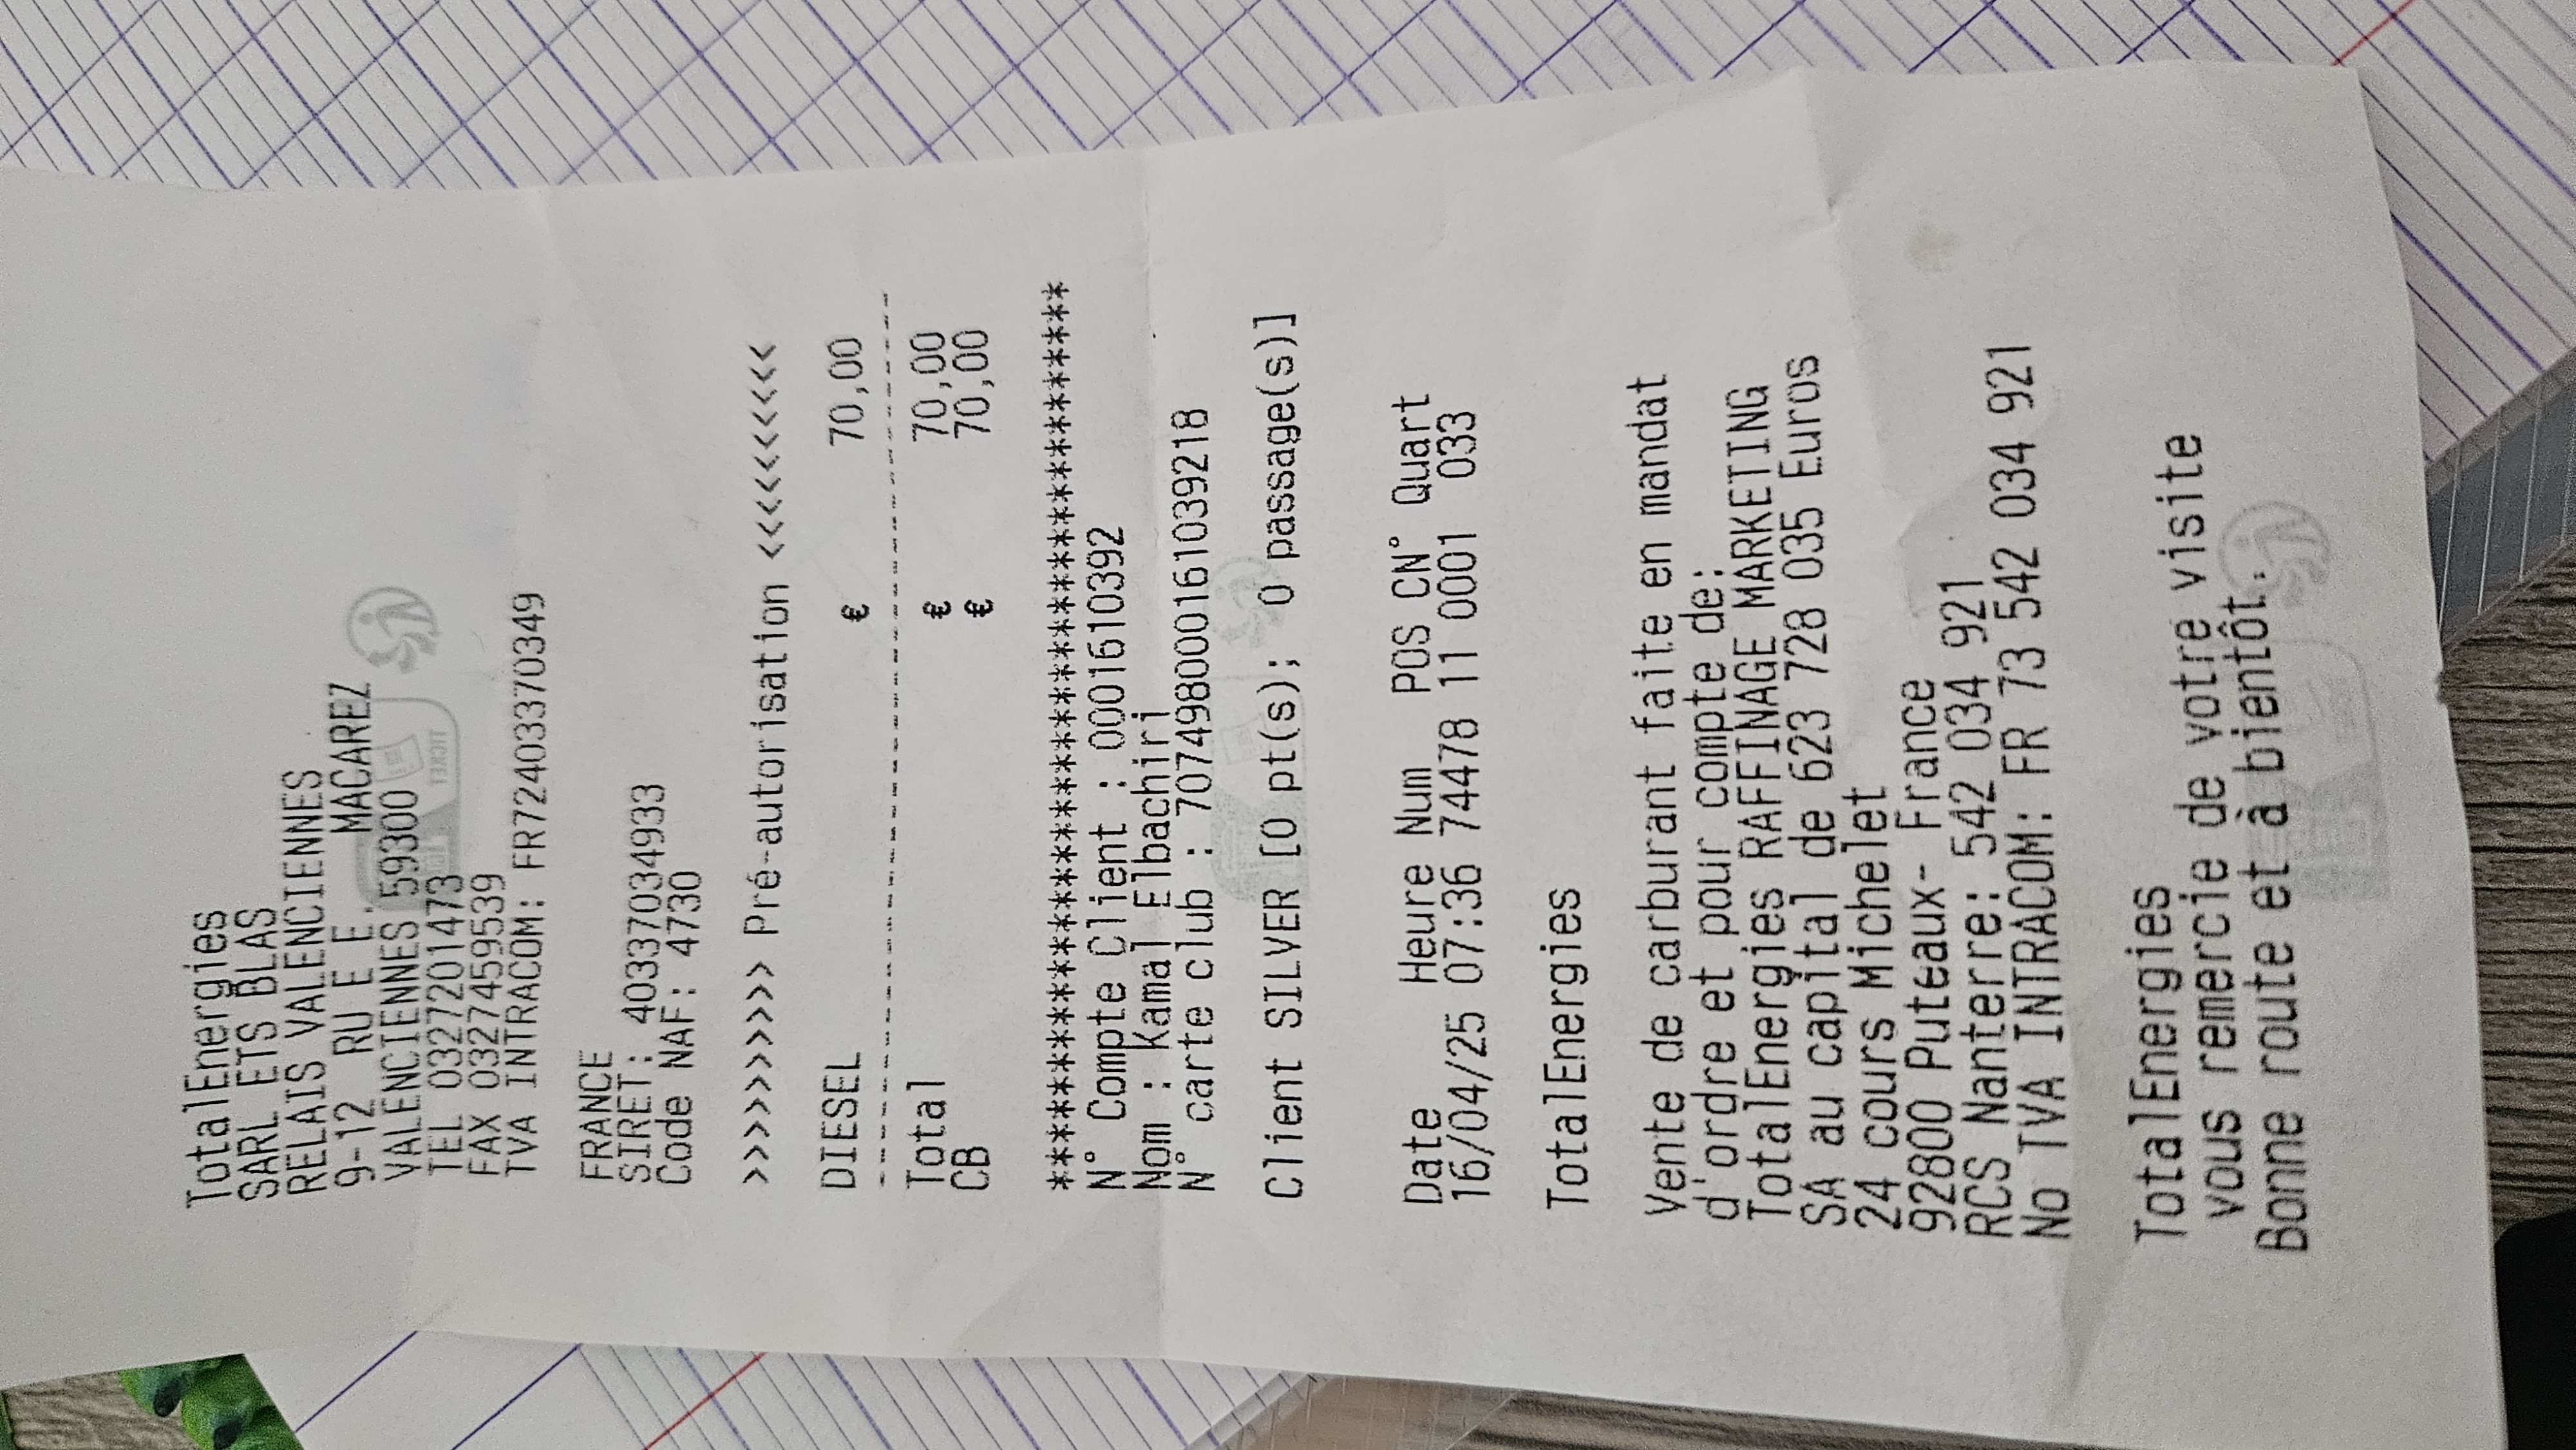 TotalEnergies
SARL ETS BLAS
RELAIS VALENCIENNES
9-12 RU E E. MACAREZ
VALENCIENNES 59300
TEL 0327201473
FAX 0327459539
TVA INTRACOM: FR72403370349
FRANCE
SIRET: 40337034933
Code NAF: 4730
>>>>>>>>>> Pré-autorisation <<<<<<<<<<
DIESEL € 70,00
Total € 70,00
CB € 70,00
***************************************
N° Compte Client : 0001610392
Nom : Kamal Elbachiri
N° carte club : 707498000161039218
Client SILVER [0 pt(s); 0 passage(s)]
Date Heure Num POS CN° Quart
16/04/25 07:36 74478 11 0001 033
TotalEnergies
Vente de carburant faite en mandat
d'ordre et pour compte de:
TotalEnergies RAFFINAGE MARKETING
SA au capital de 623 728 035 Euros
24 cours Michelet
92800 Puteaux- France
RCS Nanterre: 542 034 921
No TVA INTRACOM: FR 73 542 034 921
TotalEnergies
vous remercie de votre visite
Bonne route et à bientôt.